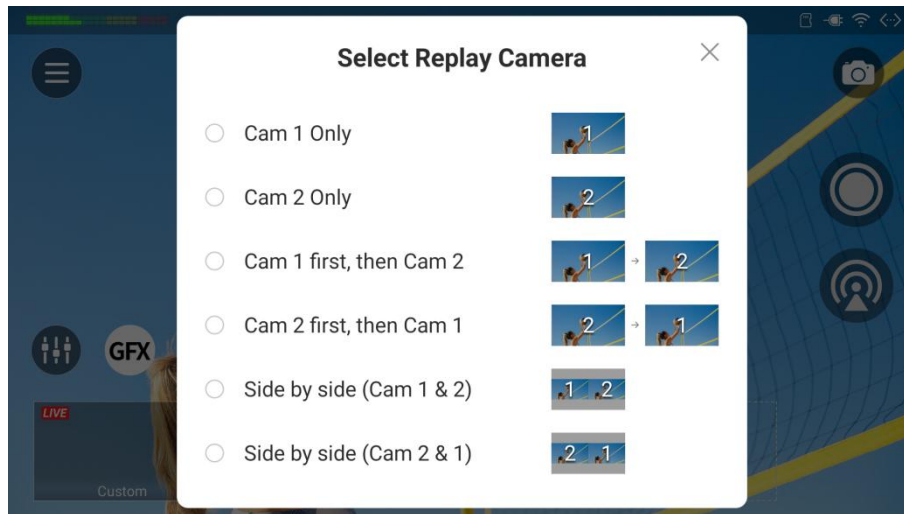 Select Replay Camera
Cam 1 Only
1
Cam 2 Only
2
Cam 1 first, then Cam 2
1 → 2
Cam 2 first, then Cam 1
2 → 1
Side by side (Cam 1 & 2)
1 2
Side by side (Cam 2 & 1)
2 1
GFX
LIVE
Custom